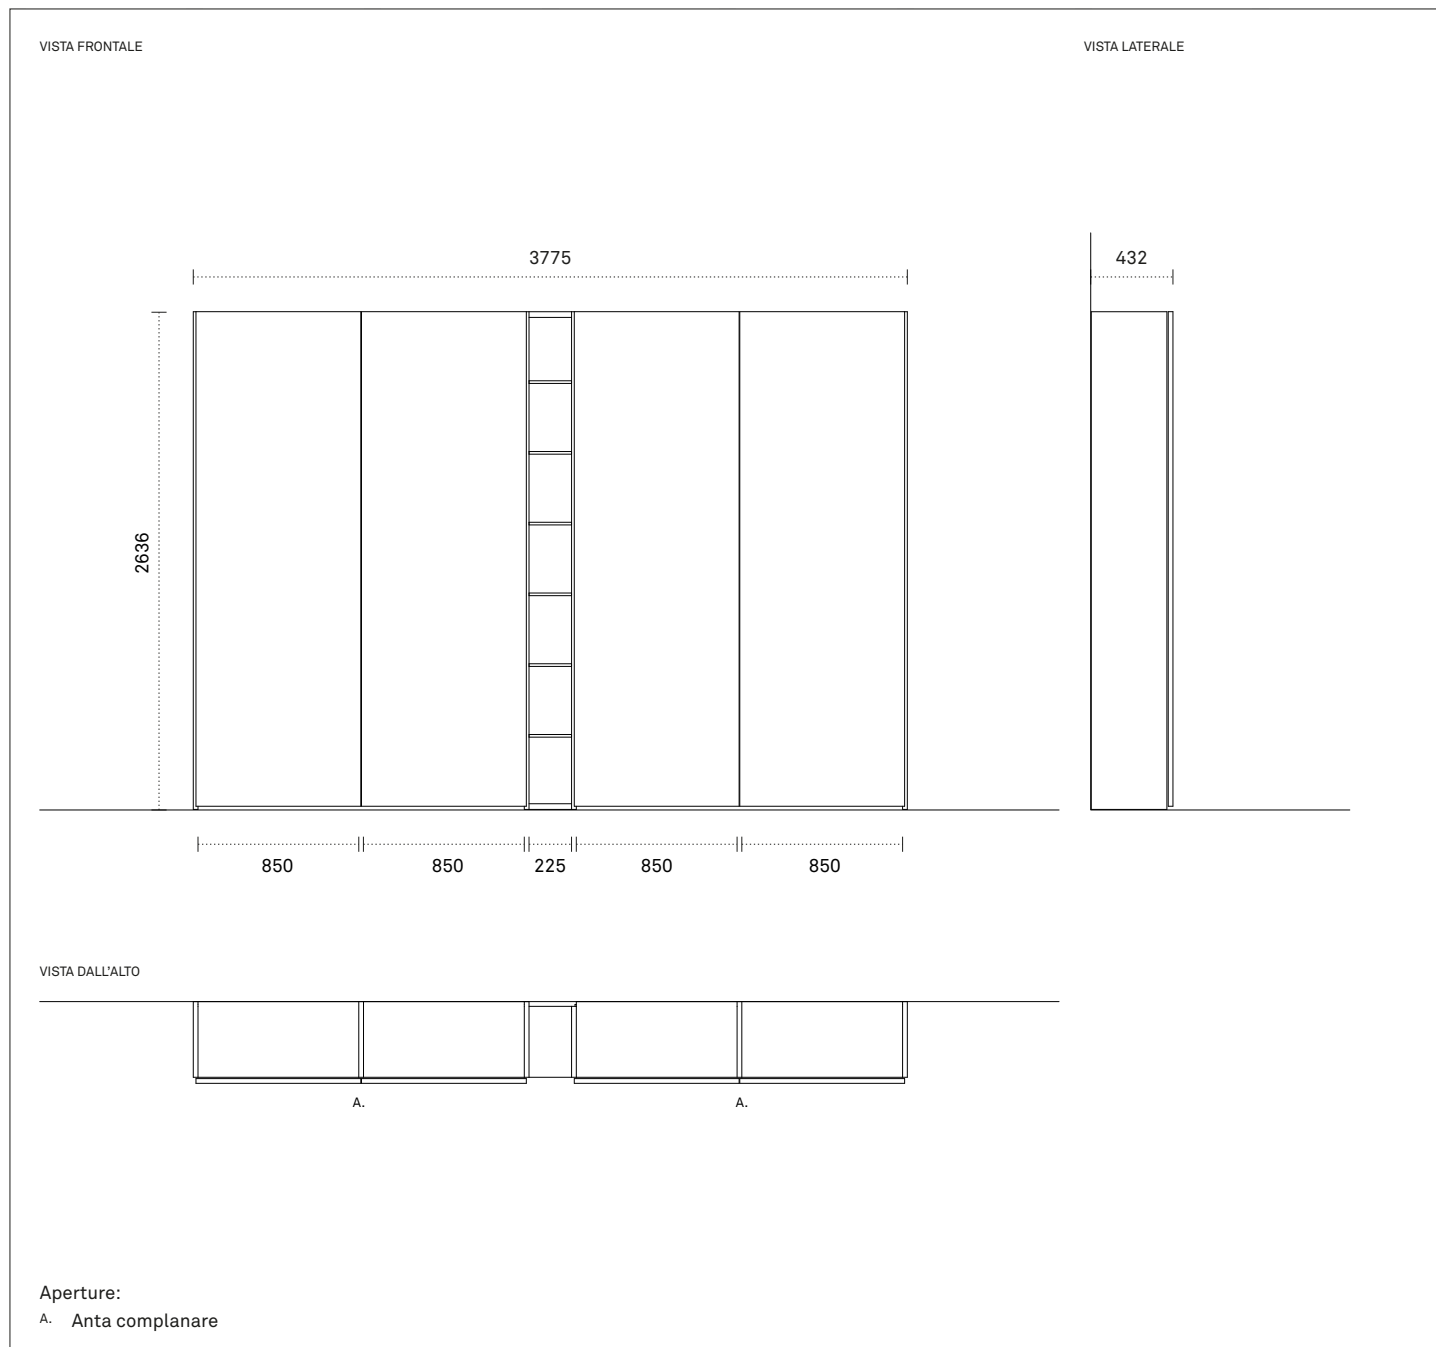 VISTA FRONTALE
VISTA LATERALE
3775
432
2636
850
850
225
850
850
VISTA DALL'ALTO
A.
A.
Aperture:
A. Anta complanare